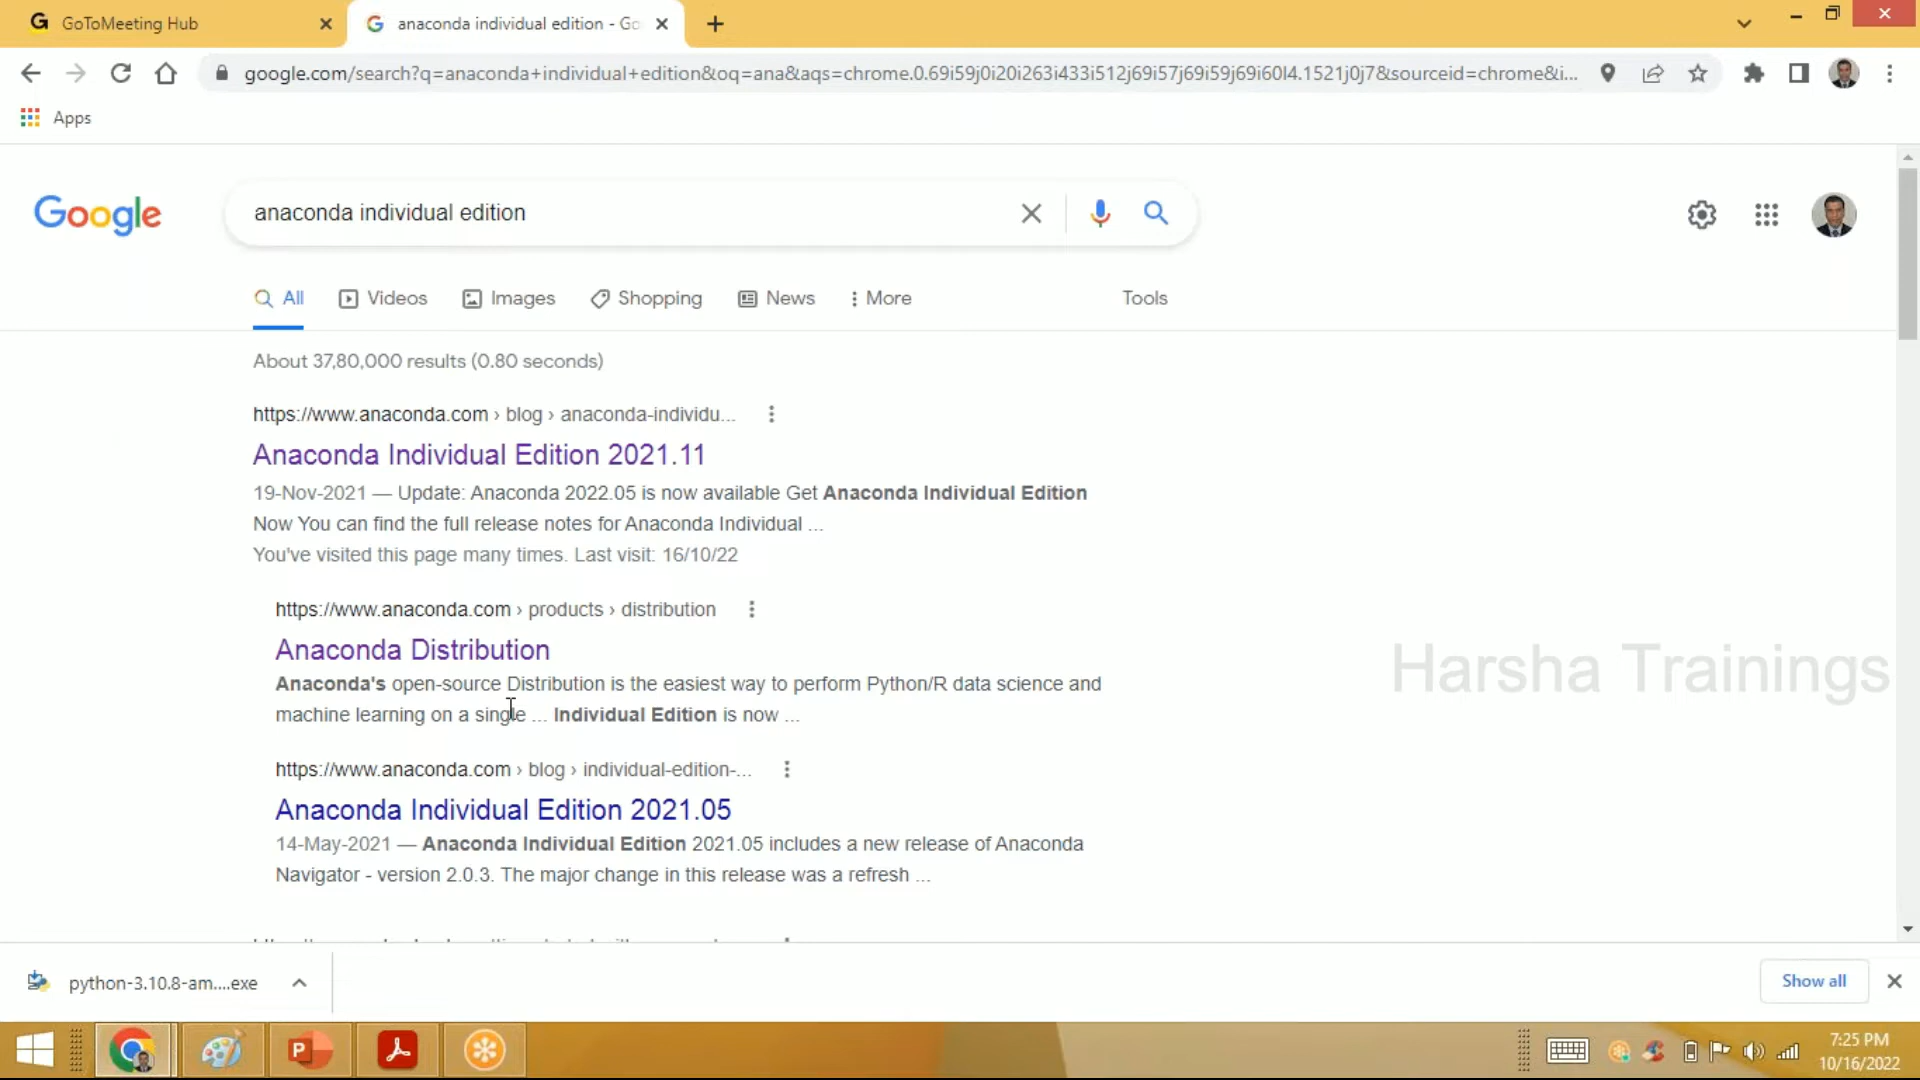 GoToMeeting Hub
anaconda individual edition - Go
google.com/search?q=anaconda+individual+edition&oq=ana&aqs=chrome.0.69i59j0i20i263i433i512j69i57j69i59j69i60l4.1521j0j7&sourceid=chrome&i...
Apps
Google
anaconda individual edition
All
Videos
Images
Shopping
News
More
Tools
About 37,80,000 results (0.80 seconds)
https://www.anaconda.com › blog › anaconda-individu...
Anaconda Individual Edition 2021.11
19-Nov-2021 — Update: Anaconda 2022.05 is now available Get Anaconda Individual Edition
Now You can find the full release notes for Anaconda Individual ...
You've visited this page many times. Last visit: 16/10/22
https://www.anaconda.com › products › distribution
Anaconda Distribution
Anaconda's open-source Distribution is the easiest way to perform Python/R data science and
machine learning on a single ... Individual Edition is now ...
Harsha Trainings
https://www.anaconda.com › blog › individual-edition-...
Anaconda Individual Edition 2021.05
14-May-2021 — Anaconda Individual Edition 2021.05 includes a new release of Anaconda
Navigator - version 2.0.3. The major change in this release was a refresh ...
python-3.10.8-am....exe
Show all
7:25 PM
10/16/2022